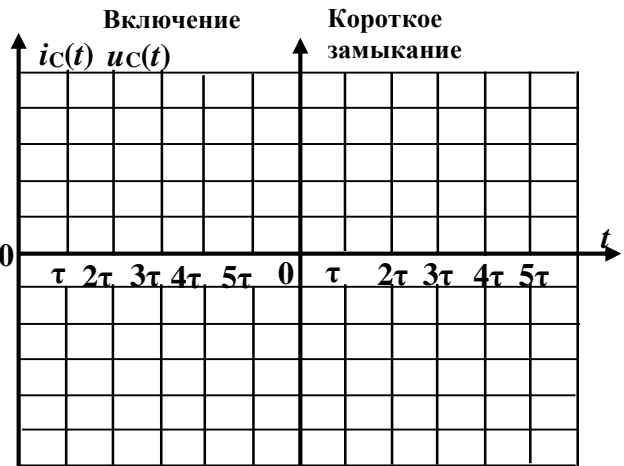 Включение
Короткое замыкание
iC(t) uC(t)
t
0 τ 2τ 3τ 4τ 5τ 0 τ 2τ 3τ 4τ 5τ